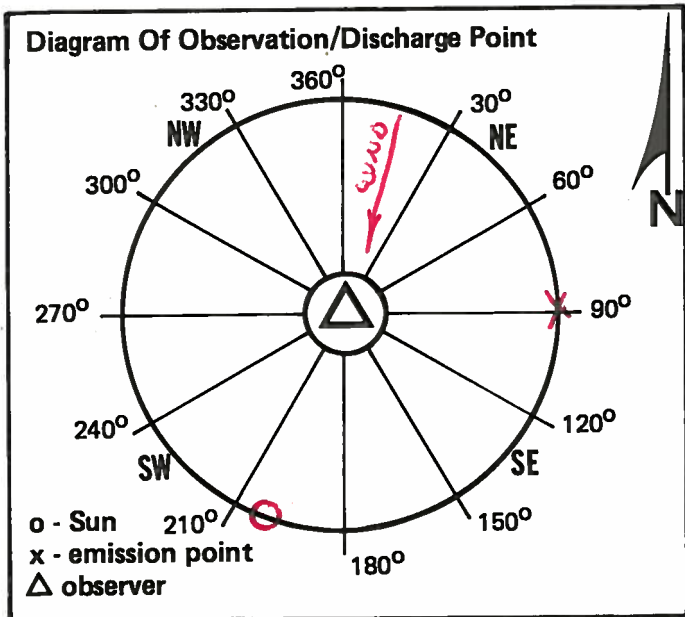 Diagram Of Observation/Discharge Point
360°
330°
30°
NW
NE
WIND
300°
60°
N
270°
90°
240°
120°
SW
SE
o - Sun
210°
150°
x - emission point
180°
△ observer